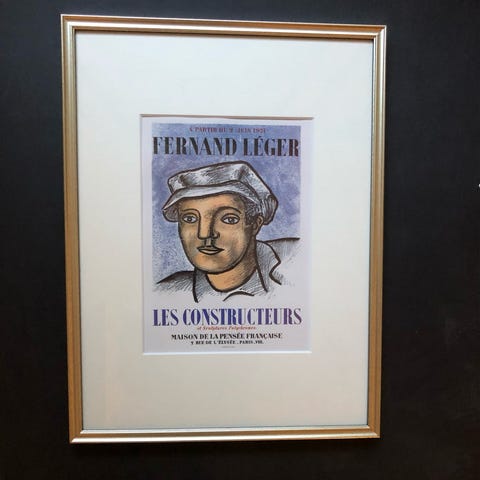 A PARTIR DU 2 JUIN 1951
FERNAND LÉGER
LES CONSTRUCTEURS
et Sculptures Polychromes.
MAISON DE LA PENSÉE FRANÇAISE
2 RUE DE L'ÉLYSÉE . PARIS . VIII.